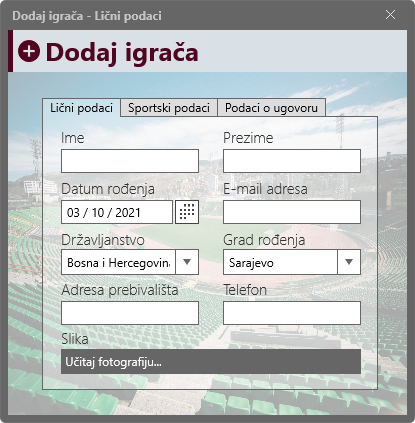 Dodaj igrača - Lični podaci
Dodaj igrača
Lični podaci Sportski podaci Podaci o ugovoru
Ime Prezime
Datum rođenja E-mail adresa
03 / 10 / 2021
Državljanstvo Grad rođenja
Bosna i Hercegovina Sarajevo
Adresa prebivališta Telefon
Slika
Učitaj fotografiju...